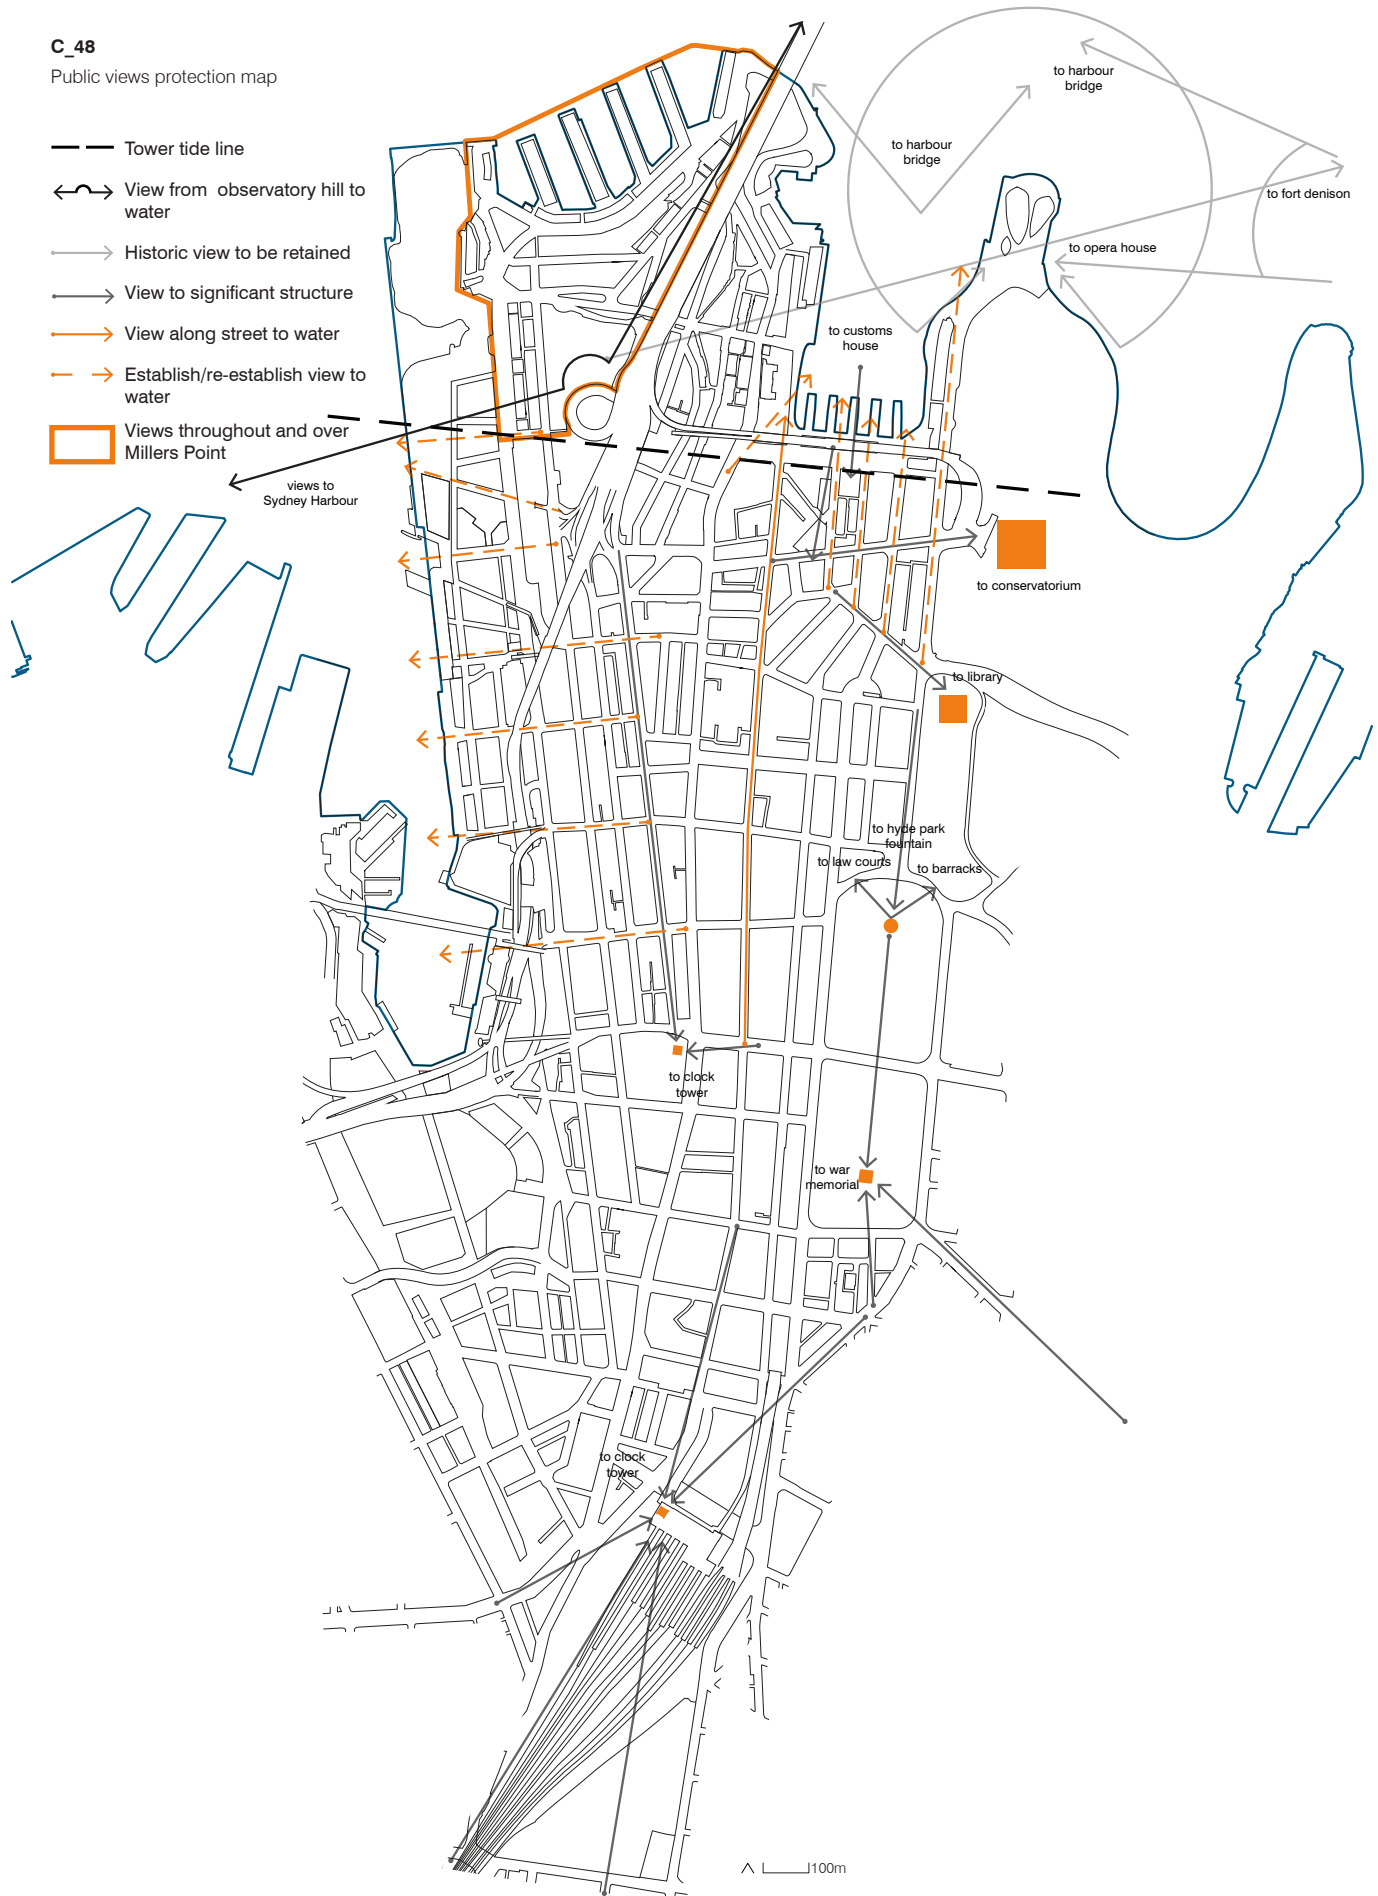 C_48
Public views protection map
Tower tide line
View from observatory hill to
water
Historic view to be retained
View to significant structure
View along street to water
Establish/re-establish view to
water
Views throughout and over
Millers Point
to harbour
bridge
to harbour
bridge
to fort denison
to opera house
to customs
house
views to
Sydney Harbour
to conservatorium
to library
to hyde park
fountain
to law courts
to barracks
to clock
tower
to war
memorial
to clock
tower
100m